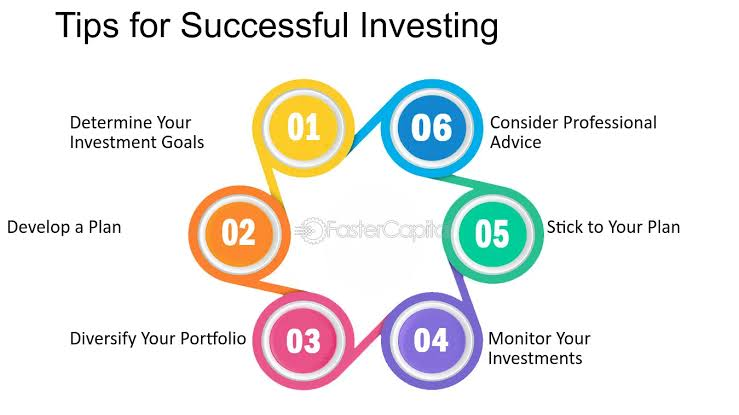 Tips for Successful Investing
01
Determine Your
Investment Goals
02
Develop a Plan
03
Diversify Your Portfolio
04
Monitor Your
Investments
05
Stick to Your Plan
06
Consider Professional
Advice